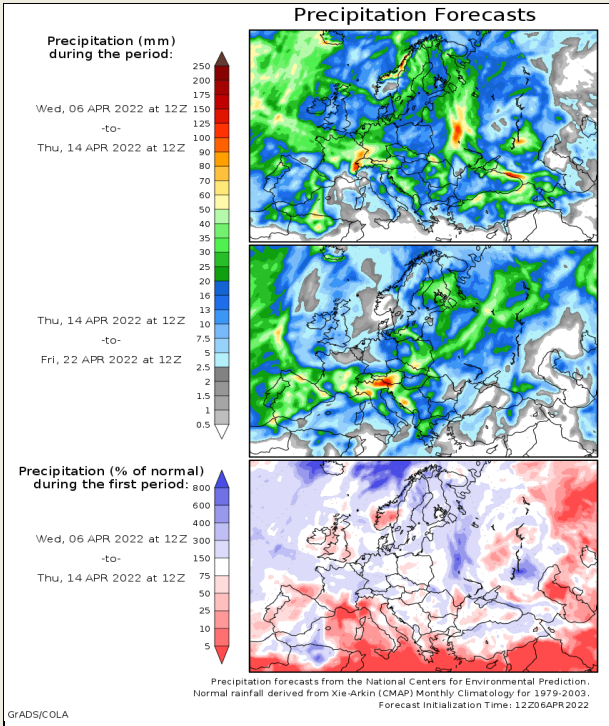 Precipitation Forecasts
Precipitation (mm)
during the period:
Wed, 06 APR 2022 at 12Z
-to-
Thu, 14 APR 2022 at 12Z
250
200
175
150
125
100
90
80
70
60
50
40
35
30
25
20
16
13
10
7.5
5
2.5
2
1.5
1
0.5
Thu, 14 APR 2022 at 12Z
-to-
Fri, 22 APR 2022 at 12Z
Precipitation (% of normal)
during the first period:
Wed, 06 APR 2022 at 12Z
-to-
Thu, 14 APR 2022 at 12Z
800
600
400
300
150
75
50
25
10
5
Precipitation forecasts from the National Centers for Environmental Prediction.
Normal rainfall derived from Xie-Arkin (CMAP) Monthly Climatology for 1979-2003.
Forecast Initialization Time: 12Z06APR2022
GrADS/COLA